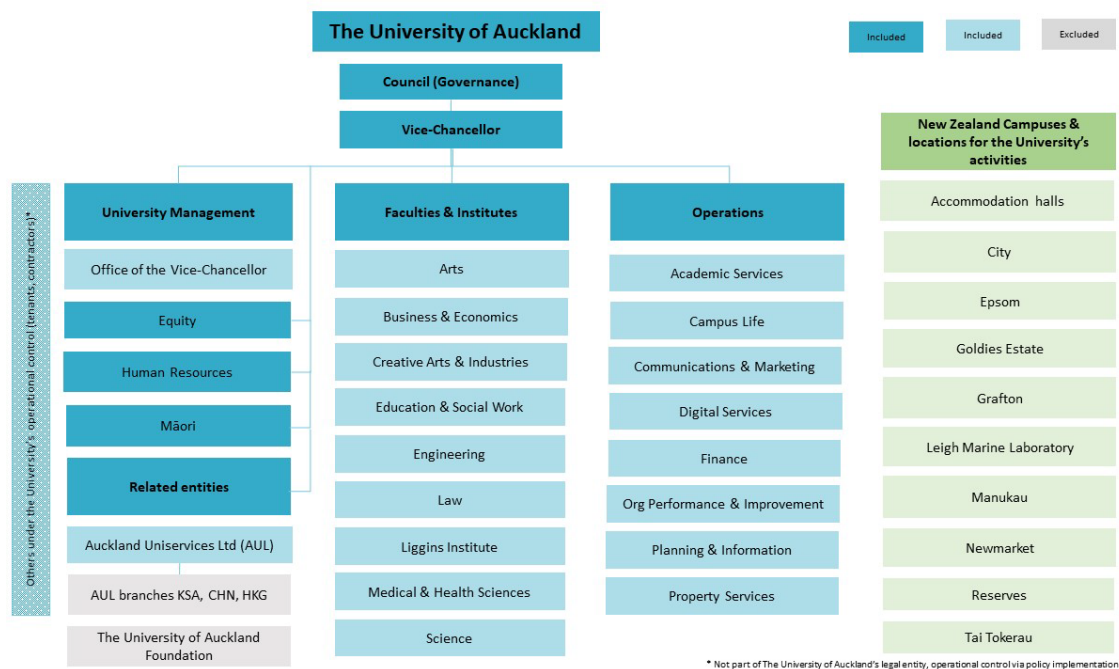 The University of Auckland
Included
Included
Excluded
Council (Governance)
Vice-Chancellor
New Zealand Campuses &
locations for the University's
activities
Others under the University's operational control (tenants, contractors)*
University Management
Office of the Vice-Chancellor
Equity
Human Resources
Māori
Related entities
Auckland Uniservices Ltd (AUL)
AUL branches KSA, CHN, HKG
The University of Auckland
Foundation
Faculties & Institutes
Arts
Business & Economics
Creative Arts & Industries
Education & Social Work
Engineering
Law
Liggins Institute
Medical & Health Sciences
Science
Operations
Academic Services
Campus Life
Communications & Marketing
Digital Services
Finance
Org Performance & Improvement
Planning & Information
Property Services
Accommodation halls
City
Epsom
Goldies Estate
Grafton
Leigh Marine Laboratory
Manukau
Newmarket
Reserves
Tai Tokerau
* Not part of The University of Auckland's legal entity, operational control via policy implementation